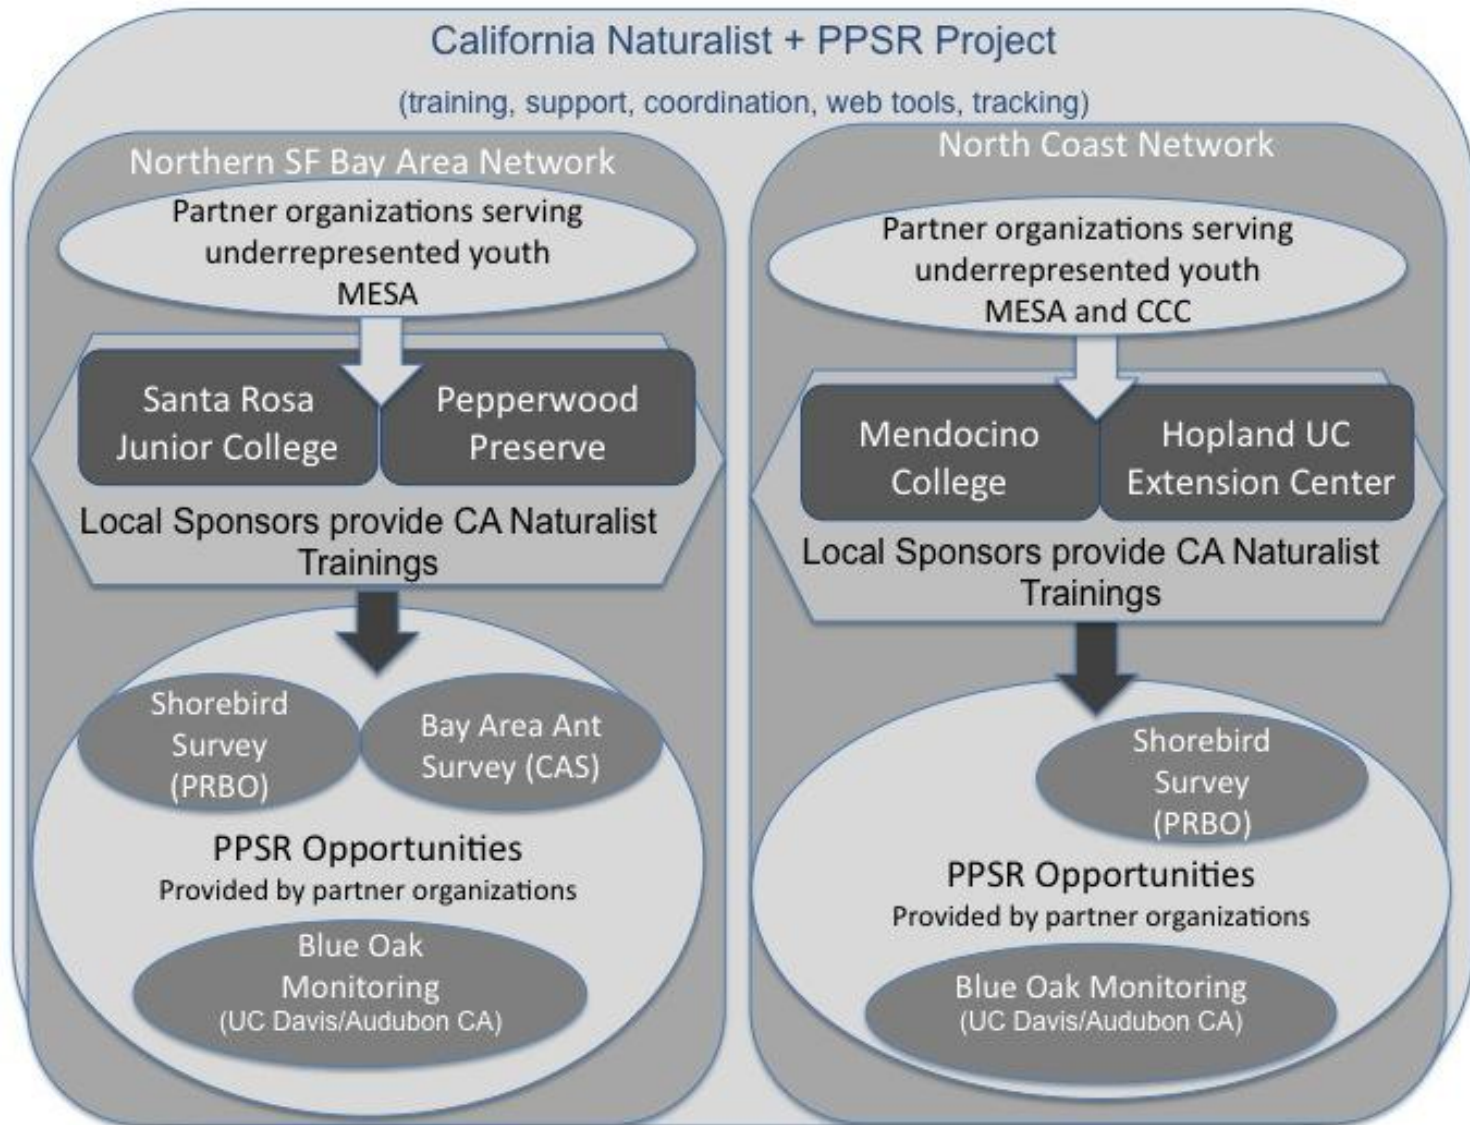 California Naturalist + PPSR Project
(training, support, coordination, web tools, tracking)
Northern SF Bay Area Network
Partner organizations serving
underrepresented youth
MESA
Santa Rosa
Junior College
Pepperwood
Preserve
Local Sponsors provide CA Naturalist
Trainings
Shorebird
Survey
(PRBO)
Bay Area Ant
Survey (CAS)
PPSR Opportunities
Provided by partner organizations
Blue Oak
Monitoring
(UC Davis/Audubon CA)
North Coast Network
Partner organizations serving
underrepresented youth
MESA and CCC
Mendocino
College
Hopland UC
Extension Center
Local Sponsors provide CA Naturalist
Trainings
Shorebird
Survey
(PRBO)
PPSR Opportunities
Provided by partner organizations
Blue Oak Monitoring
(UC Davis/Audubon CA)